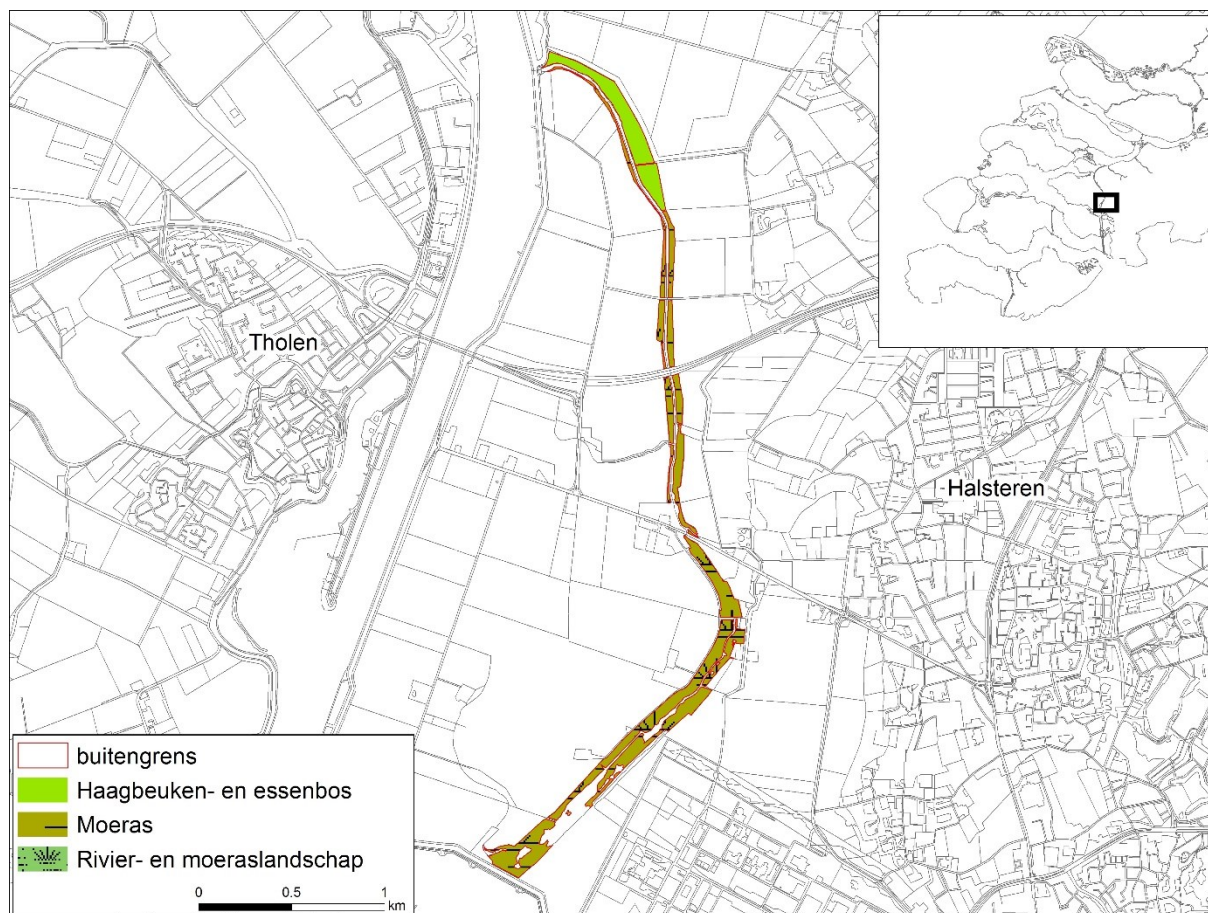 Tholen
Halsteren
buitengrens
Haagbeuken- en essenbos
Moeras
Rivier- en moeraslandschap
0 0.5 1
km